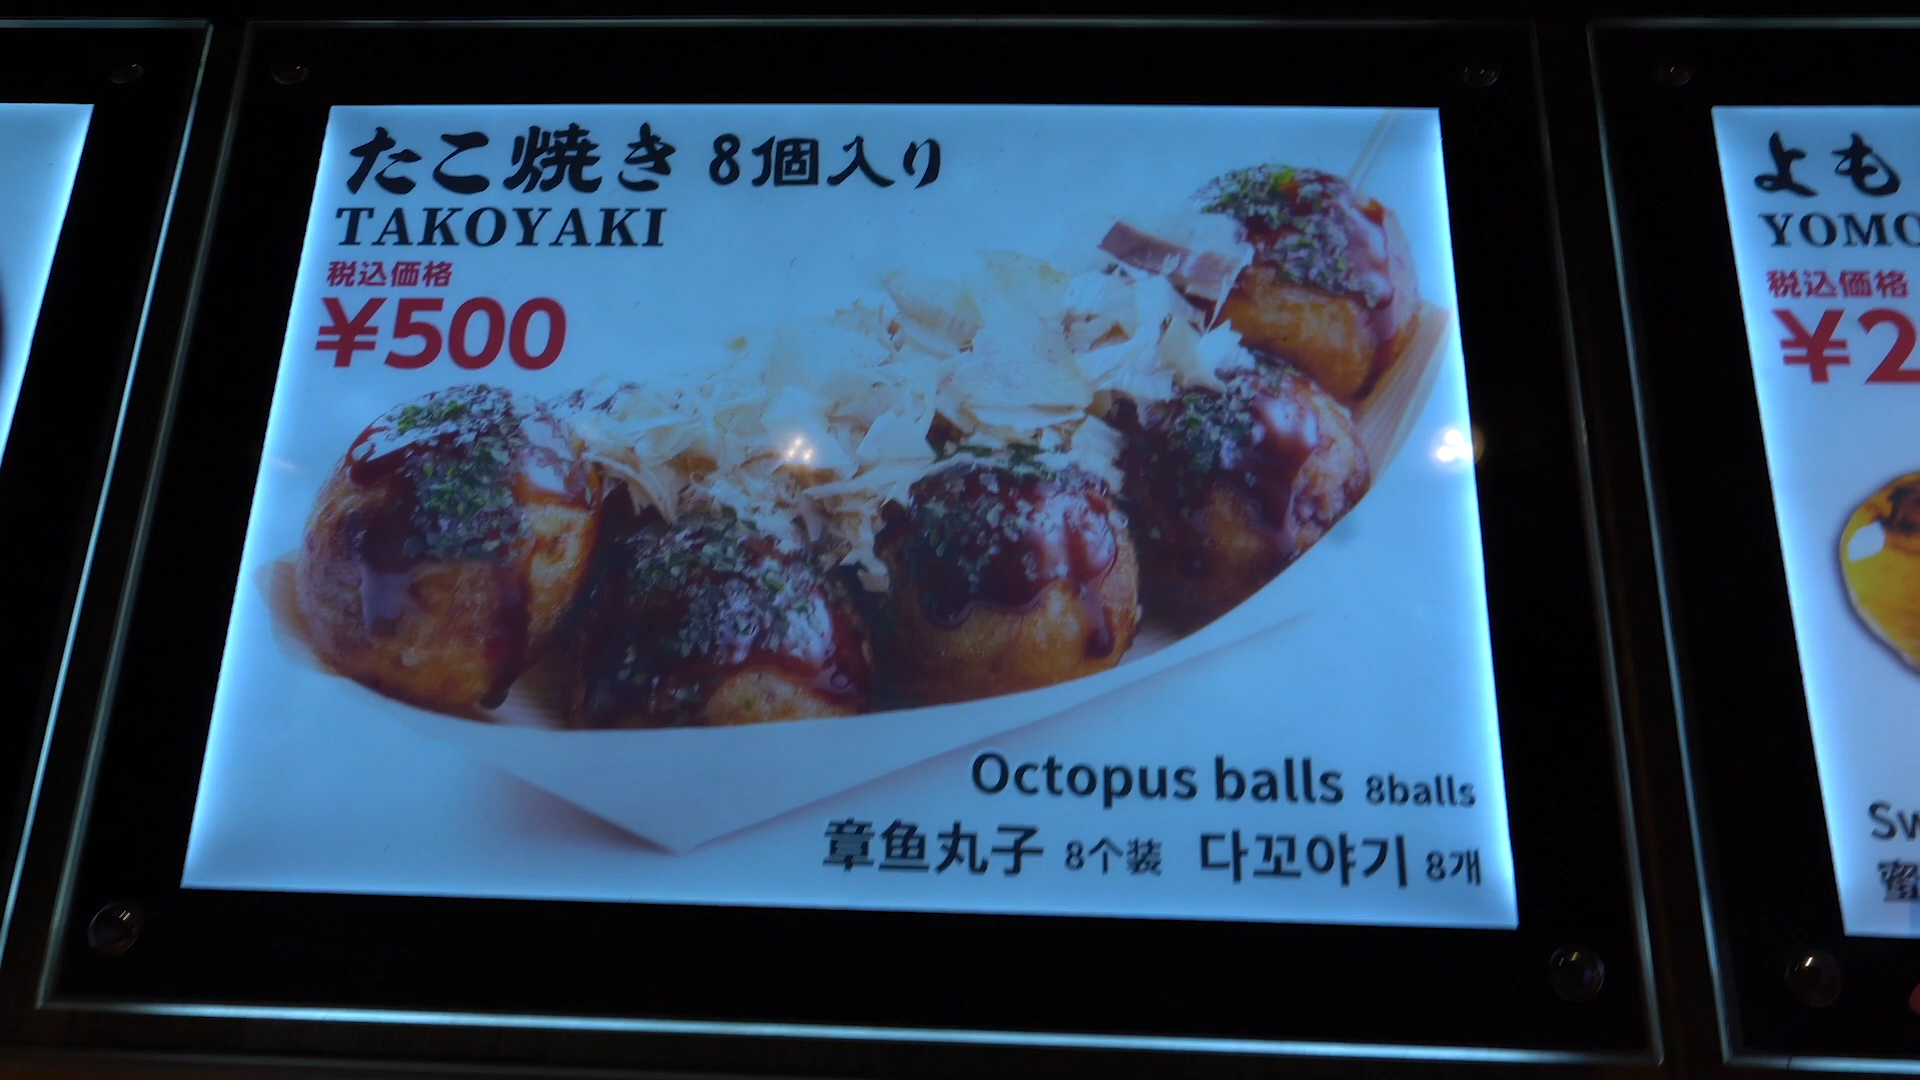 たこ焼き 8個入り
TAKOYAKI
税込価格
¥500
Octopus balls 8balls
章鱼丸子 8个装 다꼬야기 8개
よも
YOMO
税込価格
¥2
Sw